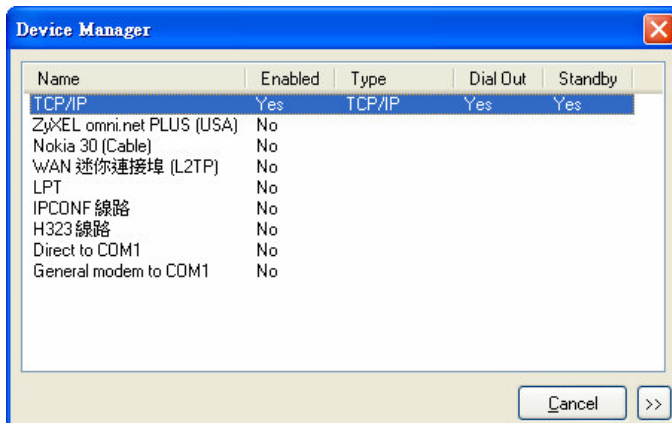 Device Manager
Name Enabled Type Dial Out Standby
TCP/IP Yes TCP/IP Yes Yes
ZyXEL omni.net PLUS (USA) No
Nokia 30 (Cable) No
WAN 迷你連接埠 (L2TP) No
LPT No
IPCONF 線路 No
H323 線路 No
Direct to COM1 No
General modem to COM1 No
Cancel >>